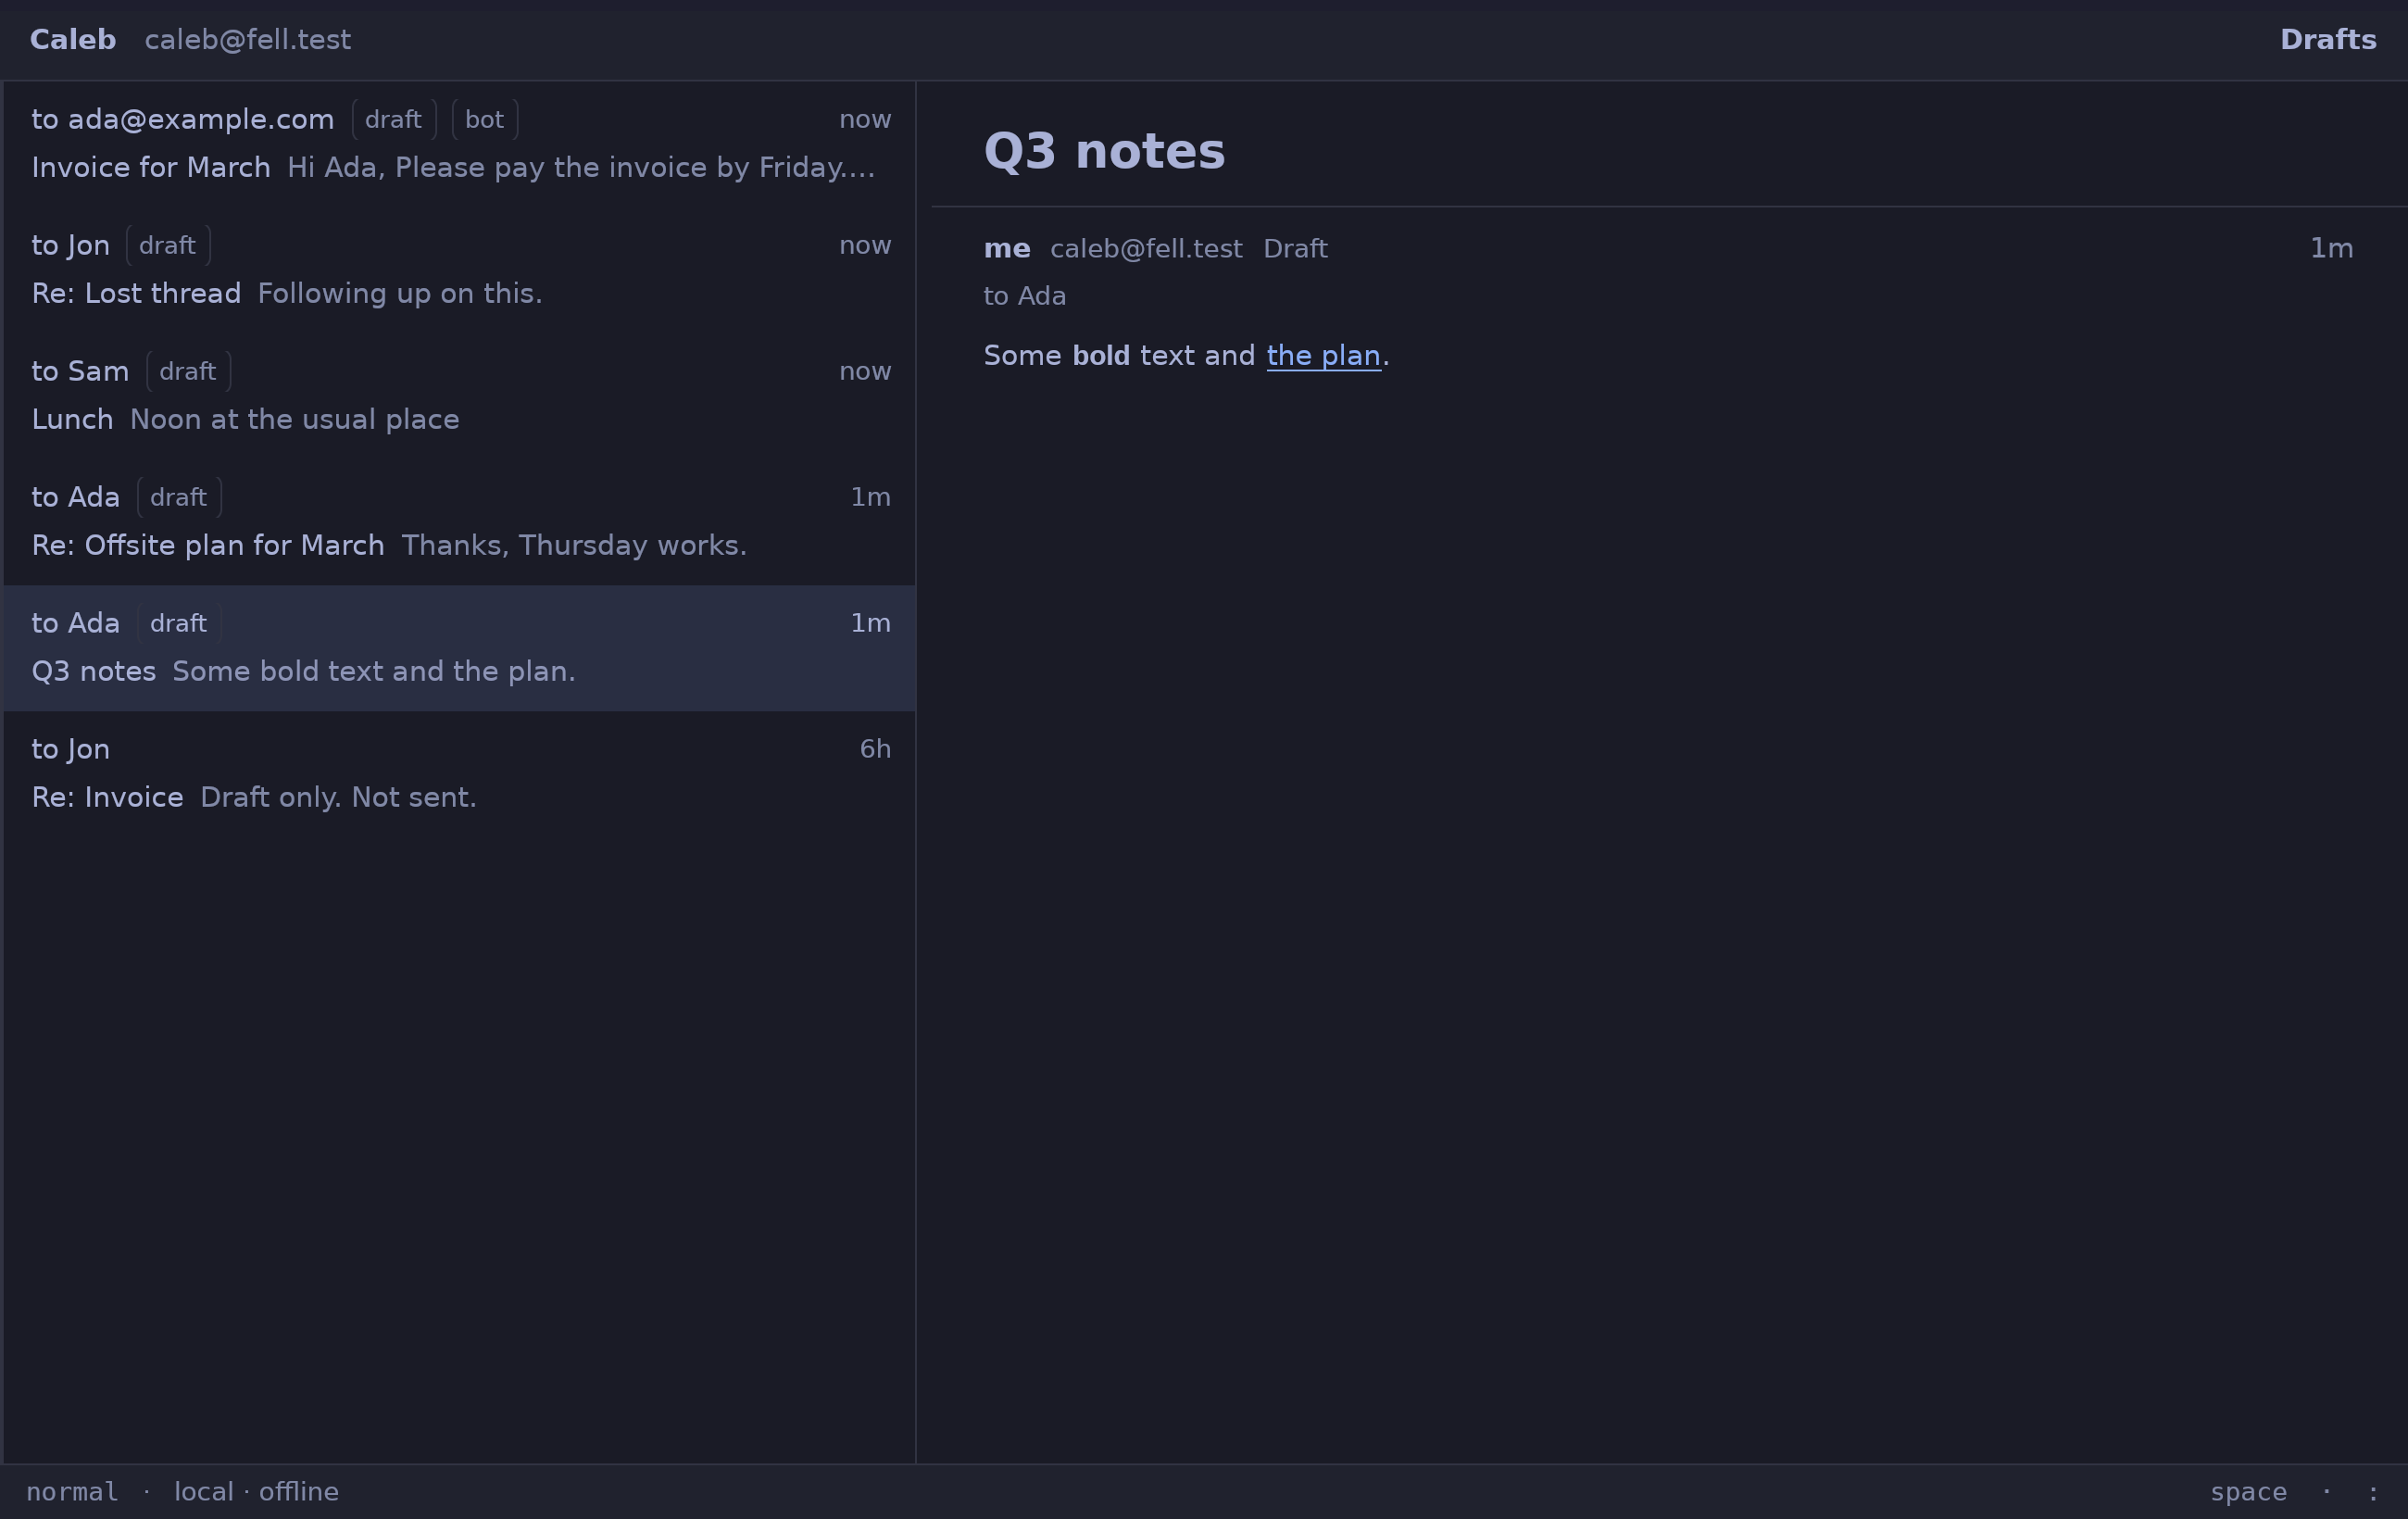 Caleb caleb@fell.test Drafts
to ada@example.com draft bot now
Invoice for March Hi Ada, Please pay the invoice by Friday....
to Jon draft now
Re: Lost thread Following up on this.
to Sam draft now
Lunch Noon at the usual place
to Ada draft 1m
Re: Offsite plan for March Thanks, Thursday works.
to Ada draft 1m
Q3 notes Some bold text and the plan.
to Jon 6h
Re: Invoice Draft only. Not sent.
Q3 notes
me caleb@fell.test Draft 1m
to Ada
Some bold text and the plan.
normal · local · offline space · :